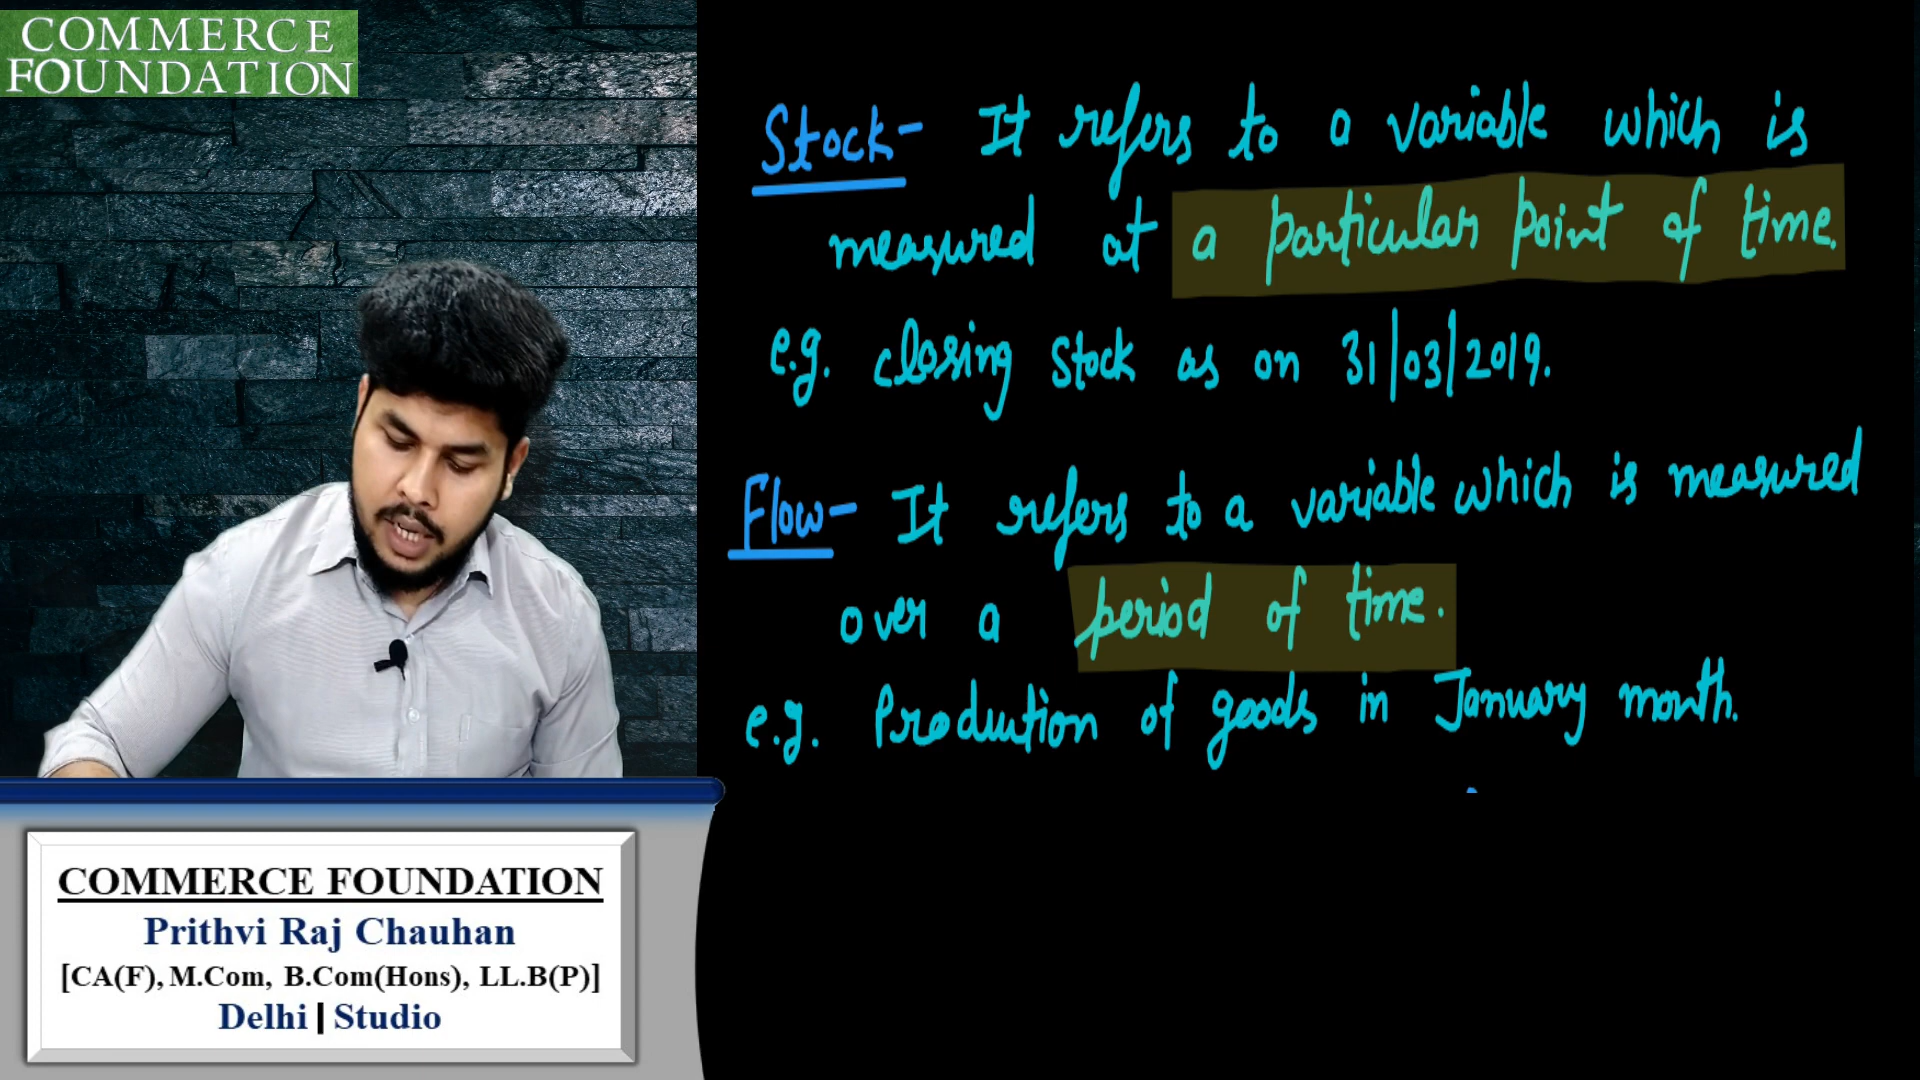 COMMERCE
FOUNDATION
Stock- It refers to a variable which is
measured at a particular point of time.
e.g. closing stock as on 31/03/2019.
Flow- It refers to a variable which is measured
over a period of time.
e.g. Production of goods in January month.
COMMERCE FOUNDATION
Prithvi Raj Chauhan
[CA(F), M.Com, B.Com(Hons), LL.B(P)]
Delhi | Studio